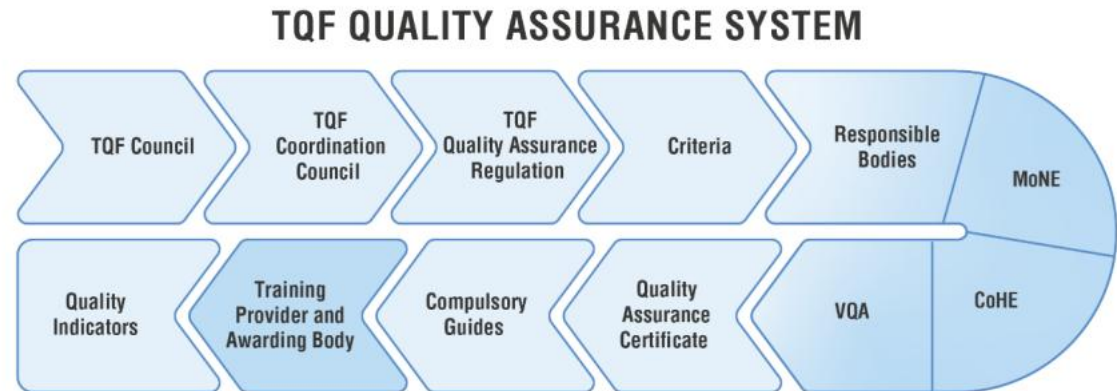 TQF QUALITY ASSURANCE SYSTEM
TQF Council
TQF
Coordination
Council
TQF
Quality Assurance
Regulation
Criteria
Responsible
Bodies
MoNE
CoHE
VQA
Quality
Assurance
Certificate
Compulsory
Guides
Training
Provider and
Awarding Body
Quality
Indicators